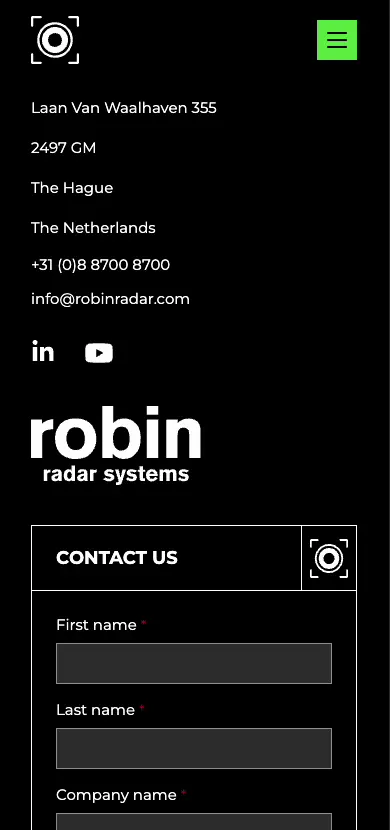 Laan Van Waalhaven 355
2497 GM
The Hague
The Netherlands
+31 (0)8 8700 8700
info@robinradar.com
in
robin
radar systems
CONTACT US
First name *
Last name *
Company name *